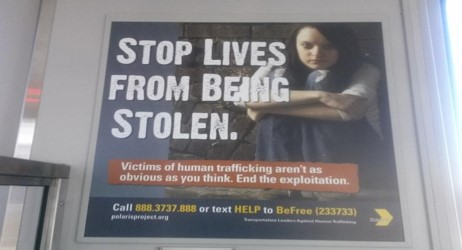 STOP LIVES
FROM BEING
STOLEN.
Victims of human trafficking aren't as
obvious as you think. End the exploitation.
Call 888.3737.888 or text HELP to BeFree (233733)
polarisproject.org
Transportation Leaders Against Human Trafficking